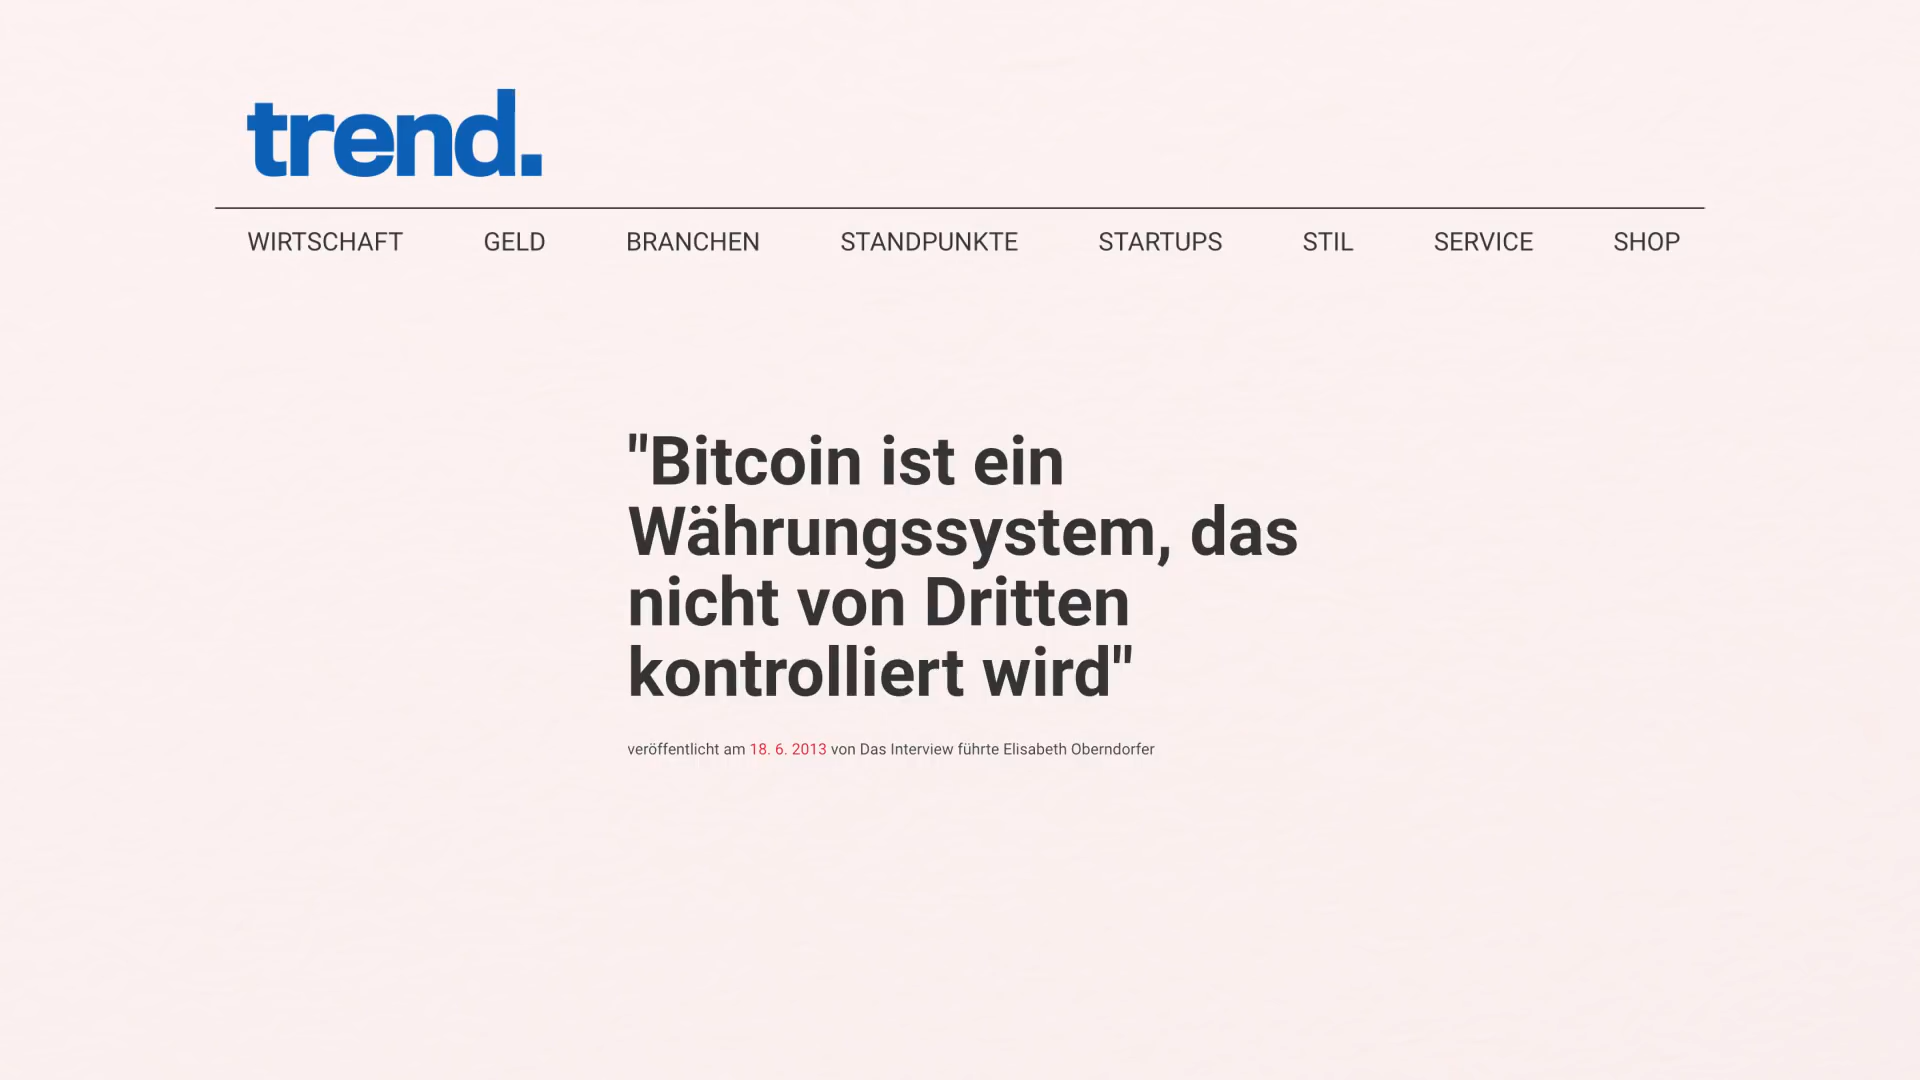 trend.
WIRTSCHAFT GELD BRANCHEN STANDPUNKTE STARTUPS STIL SERVICE SHOP
"Bitcoin ist ein
Währungssystem, das
nicht von Dritten
kontrolliert wird"
veröffentlicht am 18. 6. 2013 von Das Interview führte Elisabeth Oberndorfer